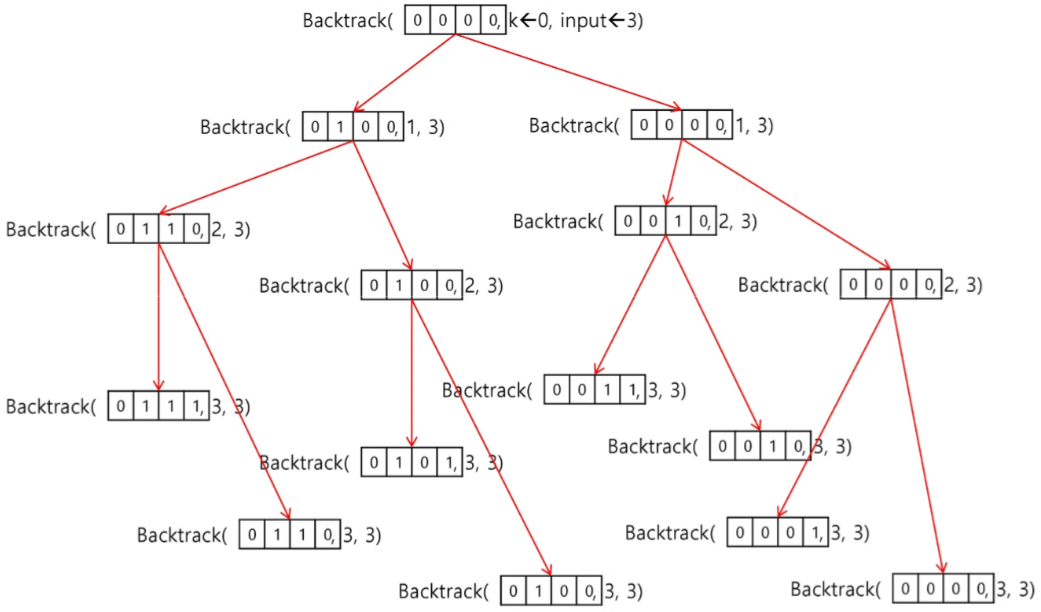 Backtrack( 0 0 0 0, k←0, input←3)
Backtrack( 0 1 0 0, 1, 3)
Backtrack( 0 0 0 0, 1, 3)
Backtrack( 0 1 1 0, 2, 3)
Backtrack( 0 0 1 0, 2, 3)
Backtrack( 0 1 0 0, 2, 3)
Backtrack( 0 0 0 0, 2, 3)
Backtrack( 0 1 1 1, 3, 3)
Backtrack( 0 0 1 1, 3, 3)
Backtrack( 0 1 0 1, 3, 3)
Backtrack( 0 0 1 0, 3, 3)
Backtrack( 0 1 1 0, 3, 3)
Backtrack( 0 0 0 1, 3, 3)
Backtrack( 0 1 0 0, 3, 3)
Backtrack( 0 0 0 0, 3, 3)